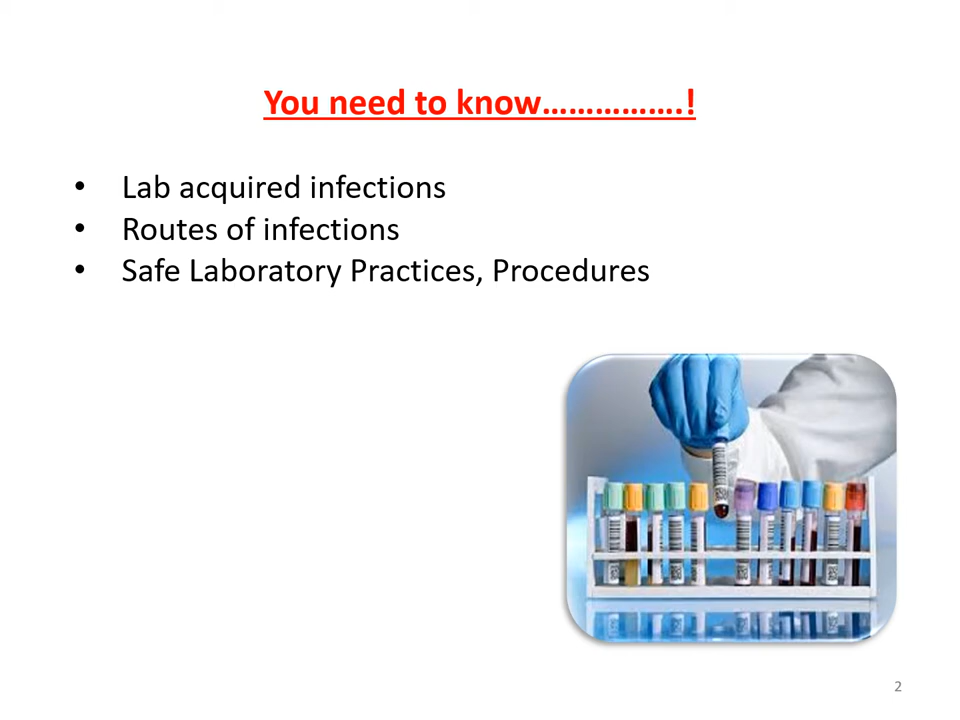 You need to know…………….!
• Lab acquired infections
• Routes of infections
• Safe Laboratory Practices, Procedures
2